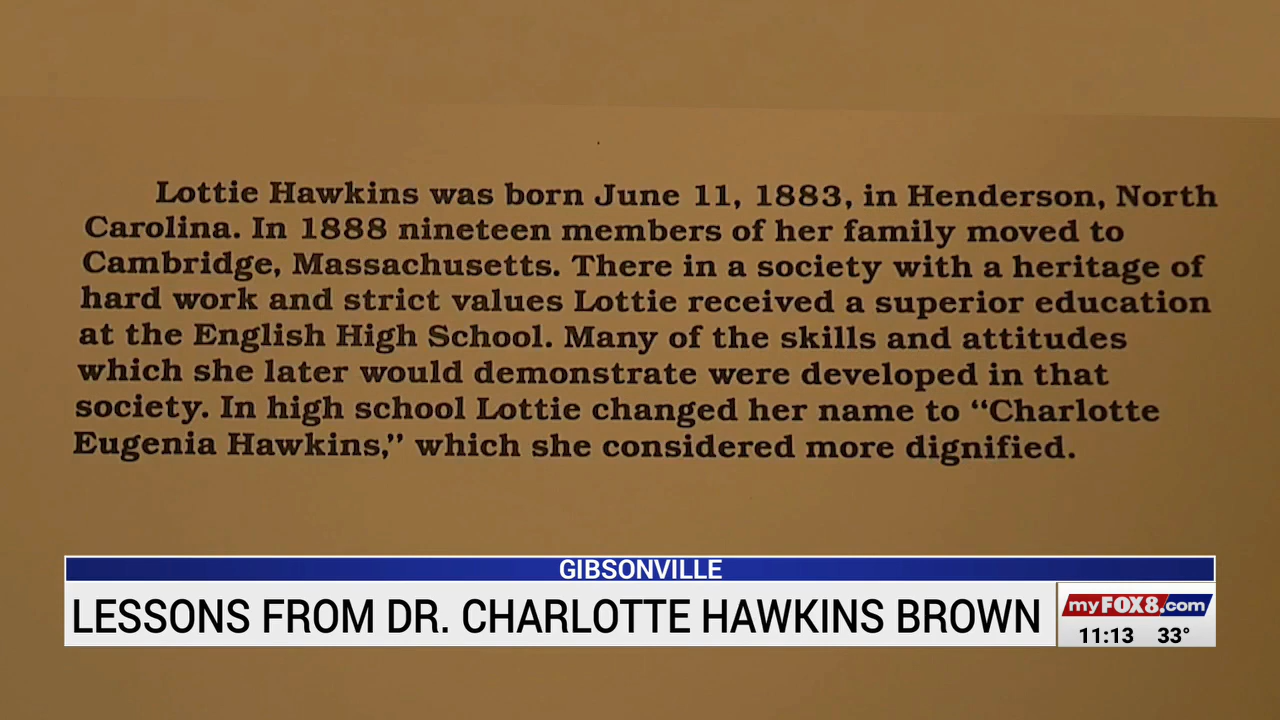 Lottie Hawkins was born June 11, 1883, in Henderson, North
Carolina. In 1888 nineteen members of her family moved to
Cambridge, Massachusetts. There in a society with a heritage of
hard work and strict values Lottie received a superior education
at the English High School. Many of the skills and attitudes
which she later would demonstrate were developed in that
society. In high school Lottie changed her name to “Charlotte
Eugenia Hawkins,” which she considered more dignified.
GIBSONVILLE
LESSONS FROM DR. CHARLOTTE HAWKINS BROWN
myFOX8.com
11:13 33°